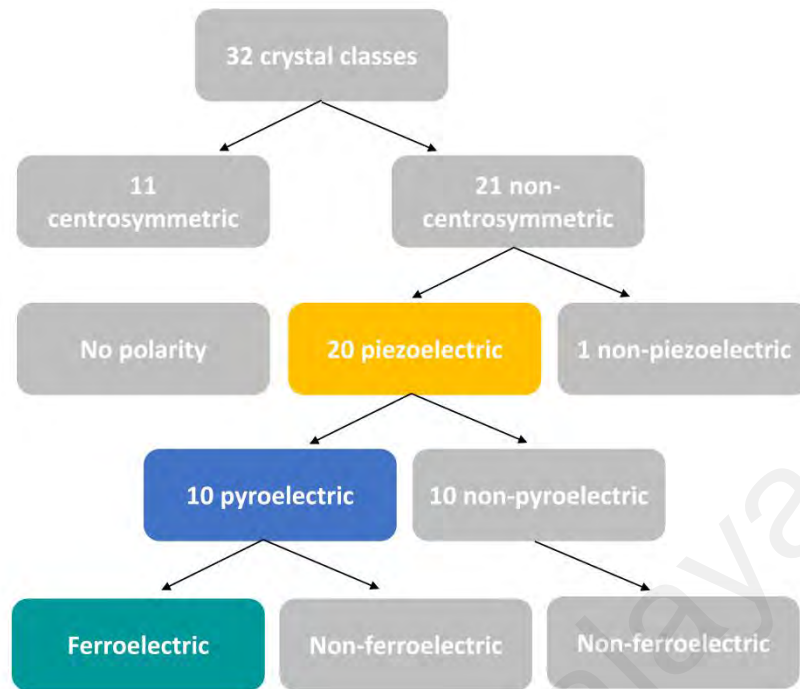 32 crystal classes
11
centrosymmetric
21 non-
centrosymmetric
No polarity
20 piezoelectric
1 non-piezoelectric
10 pyroelectric
10 non-pyroelectric
Ferroelectric
Non-ferroelectric
Non-ferroelectric